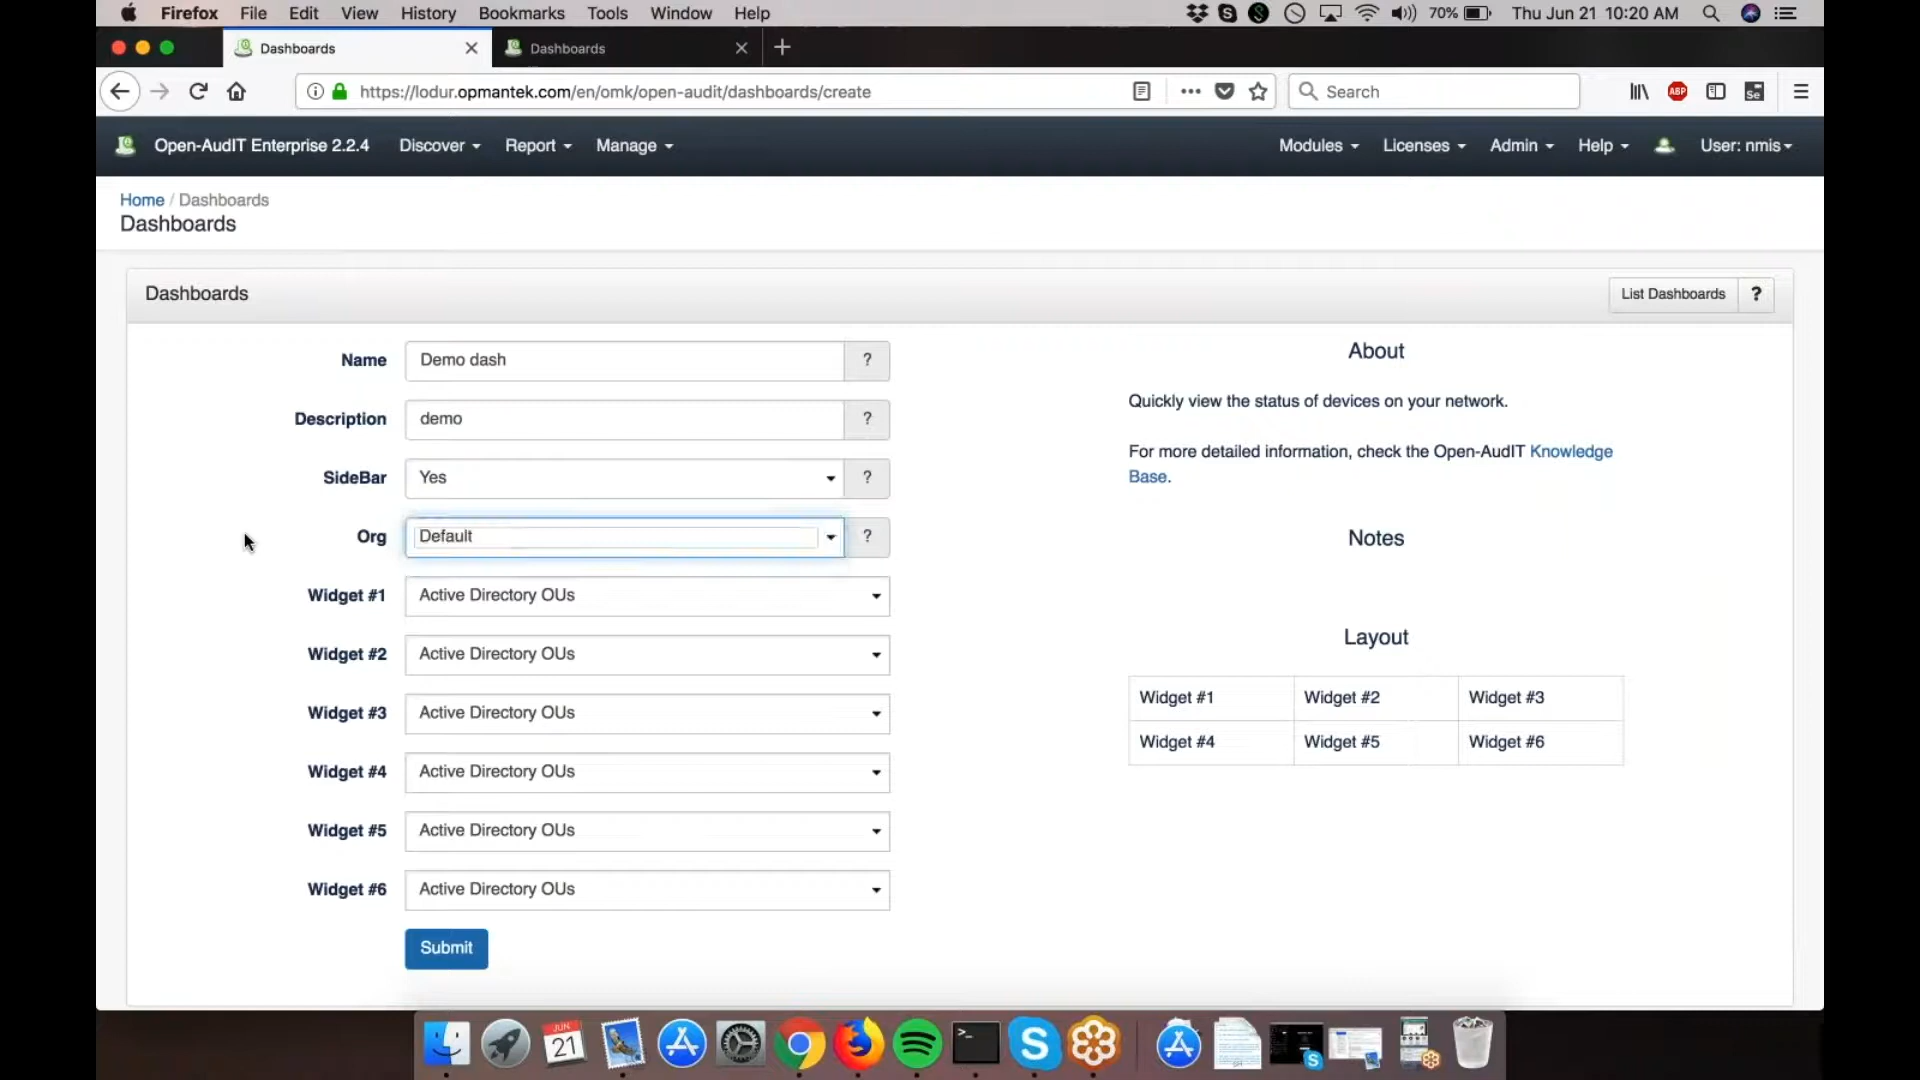 Firefox File Edit View History Bookmarks Tools Window Help 70% Thu Jun 21 10:20 AM
Dashboards Dashboards
https://lodur.opmantek.com/en/omk/open-audit/dashboards/create Search ABP Se
Open-AudIT Enterprise 2.2.4 Discover Report Manage Modules Licenses Admin Help User: nmis
Home / Dashboards
Dashboards
Dashboards List Dashboards ?
Name Demo dash ?
Description demo ?
SideBar Yes ?
Org Default ?
Widget #1 Active Directory OUs
Widget #2 Active Directory OUs
Widget #3 Active Directory OUs
Widget #4 Active Directory OUs
Widget #5 Active Directory OUs
Widget #6 Active Directory OUs
Submit
About
Quickly view the status of devices on your network.
For more detailed information, check the Open-AudIT Knowledge
Base.
Notes
Layout
Widget #1 Widget #2 Widget #3
Widget #4 Widget #5 Widget #6
JUN
21